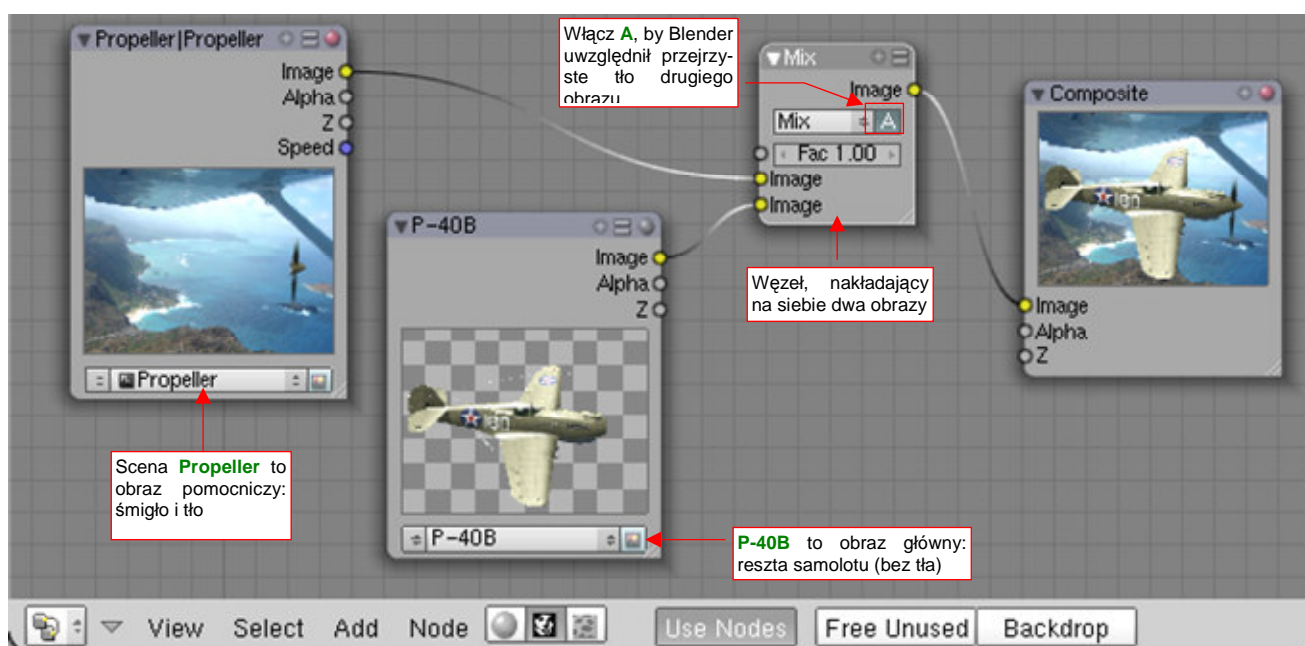 Propeller|Propeller
Image
Alpha
Z
Speed
Propeller
Scena Propeller to
obraz pomocniczy:
śmigło i tło
P-40B
Image
Alpha
Z
P-40B
P-40B to obraz główny:
reszta samolotu (bez tła)
Włącz A, by Blender
uwzględnił przejrzy-
ste tło drugiego
obrazu
Mix
Image
Mix A
Fac 1.00
Image
Image
Węzeł, nakładający
na siebie dwa obrazy
Composite
Image
Alpha
Z
View Select Add Node Use Nodes Free Unused Backdrop